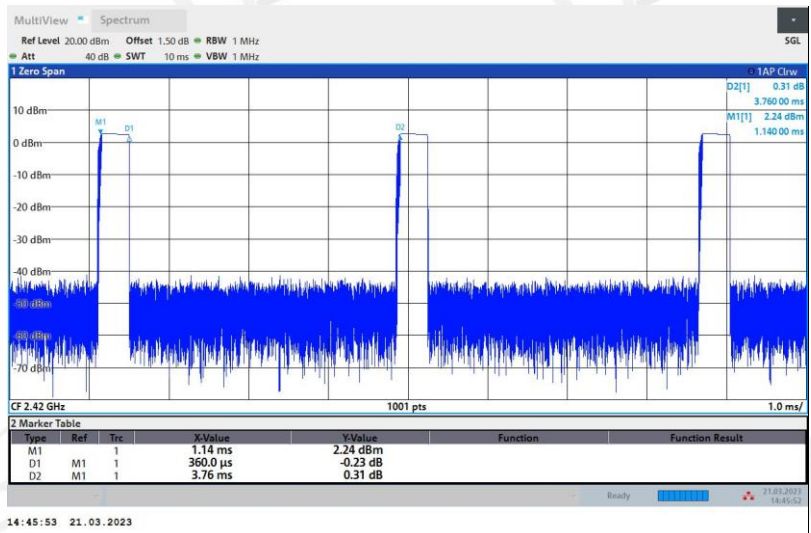 MultiView Spectrum
Ref Level 20.00 dBm Offset 1.50 dB RBW 1 MHz SGL
Att 40 dB SWT 10 ms VBW 1 MHz
1 Zero Span 1AP Clrw
D2[1] 0.31 dB
3.760 00 ms
M1[1] 2.24 dBm
1.140 00 ms
10 dBm
M1 D1 D2
0 dBm
-10 dBm
-20 dBm
-30 dBm
-40 dBm
-50 dBm
-60 dBm
-70 dBm
CF 2.42 GHz 1001 pts 1.0 ms/
2 Marker Table
Type Ref Trc X-Value Y-Value Function Function Result
M1 1 1.14 ms 2.24 dBm
D1 M1 1 360.0 µs -0.23 dB
D2 M1 1 3.76 ms 0.31 dB
Ready 21.03.2023
14:45:52
14:45:53 21.03.2023